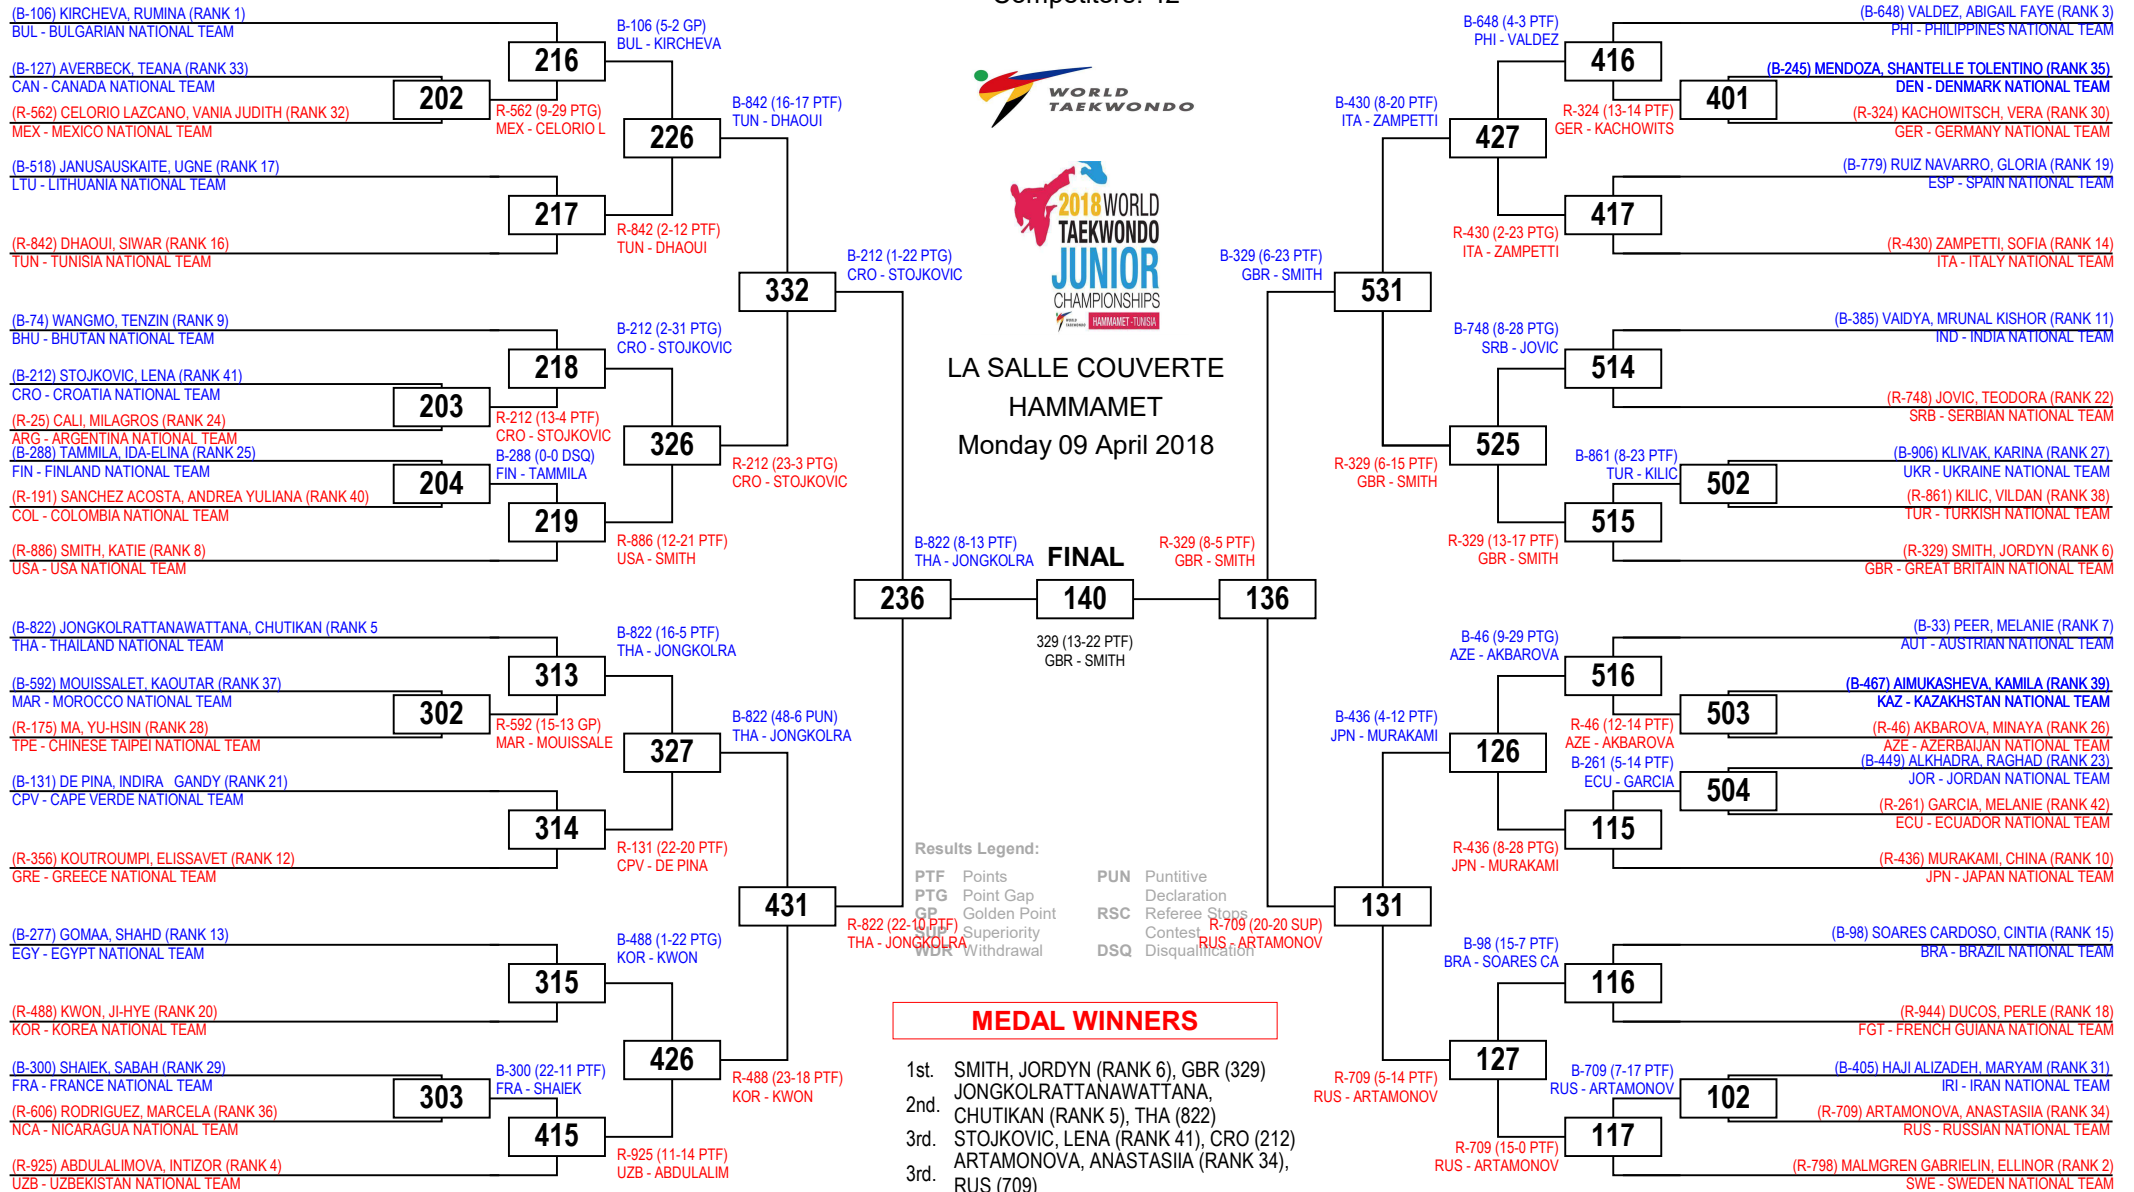 Competitors: 42
(B-106) KIRCHEVA, RUMINA (RANK 1)
BUL - BULGARIAN NATIONAL TEAM
(B-127) AVERBECK, TEANA (RANK 33)
CAN - CANADA NATIONAL TEAM
(R-562) CELORIO LAZCANO, VANIA JUDITH (RANK 32)
MEX - MEXICO NATIONAL TEAM
(B-518) JANUSAUSKAITE, UGNE (RANK 17)
LTU - LITHUANIA NATIONAL TEAM
(R-842) DHAOUI, SIWAR (RANK 16)
TUN - TUNISIA NATIONAL TEAM
(B-74) WANGMO, TENZIN (RANK 9)
BHU - BHUTAN NATIONAL TEAM
(B-212) STOJKOVIC, LENA (RANK 41)
CRO - CROATIA NATIONAL TEAM
(R-25) CALI, MILAGROS (RANK 24)
ARG - ARGENTINA NATIONAL TEAM
(B-288) TAMMILA, IDA-ELINA (RANK 25)
FIN - FINLAND NATIONAL TEAM
(R-191) SANCHEZ ACOSTA, ANDREA YULIANA (RANK 40)
COL - COLOMBIA NATIONAL TEAM
(R-886) SMITH, KATIE (RANK 8)
USA - USA NATIONAL TEAM
(B-822) JONGKOLRATTANAWATTANA, CHUTIKAN (RANK 5
THA - THAILAND NATIONAL TEAM
(B-592) MOUISSALET, KAOUTAR (RANK 37)
MAR - MOROCCO NATIONAL TEAM
(R-175) MA, YU-HSIN (RANK 28)
TPE - CHINESE TAIPEI NATIONAL TEAM
(B-131) DE PINA, INDIRA   GANDY (RANK 21)
CPV - CAPE VERDE NATIONAL TEAM
(R-356) KOUTROUMPI, ELISSAVET (RANK 12)
GRE - GREECE NATIONAL TEAM
(B-277) GOMAA, SHAHD (RANK 13)
EGY - EGYPT NATIONAL TEAM
(R-488) KWON, JI-HYE (RANK 20)
KOR - KOREA NATIONAL TEAM
(B-300) SHAIEK, SABAH (RANK 29)
FRA - FRANCE NATIONAL TEAM
(R-606) RODRIGUEZ, MARCELA (RANK 36)
NCA - NICARAGUA NATIONAL TEAM
(R-925) ABDULALIMOVA, INTIZOR (RANK 4)
UZB - UZBEKISTAN NATIONAL TEAM
202
203
204
302
303
R-562 (9-29 PTG)
MEX - CELORIO L
R-212 (13-4 PTF)
CRO - STOJKOVIC
B-288 (0-0 DSQ)
FIN - TAMMILA
R-592 (15-13 GP)
MAR - MOUISSALE
B-300 (22-11 PTF)
FRA - SHAIEK
216
217
218
219
313
314
315
415
B-106 (5-2 GP)
BUL - KIRCHEVA
R-842 (2-12 PTF)
TUN - DHAOUI
B-212 (2-31 PTG)
CRO - STOJKOVIC
R-886 (12-21 PTF)
USA - SMITH
B-822 (16-5 PTF)
THA - JONGKOLRA
R-131 (22-20 PTF)
CPV - DE PINA
B-488 (1-22 PTG)
KOR - KWON
R-925 (11-14 PTF)
UZB - ABDULALIM
226
326
327
426
B-842 (16-17 PTF)
TUN - DHAOUI
R-212 (23-3 PTG)
CRO - STOJKOVIC
B-822 (48-6 PUN)
THA - JONGKOLRA
R-488 (23-18 PTF)
KOR - KWON
332
431
B-212 (1-22 PTG)
CRO - STOJKOVIC
R-822 (22-10 PTF)
THA - JONGKOLRA
236
B-822 (8-13 PTF)
THA - JONGKOLRA
WORLD
TAEKWONDO
2018 WORLD
TAEKWONDO
JUNIOR
CHAMPIONSHIPS
WORLD
TAEKWONDO
HAMMAMET - TUNISIA
LA SALLE COUVERTE
HAMMAMET
Monday 09 April 2018
FINAL
140
329 (13-22 PTF)
GBR - SMITH
R-329 (8-5 PTF)
GBR - SMITH
136
B-329 (6-23 PTF)
GBR - SMITH
R-709 (20-20 SUP)
RUS - ARTAMONOV
531
131
B-430 (8-20 PTF)
ITA - ZAMPETTI
R-329 (6-15 PTF)
GBR - SMITH
B-436 (4-12 PTF)
JPN - MURAKAMI
R-709 (5-14 PTF)
RUS - ARTAMONOV
427
525
126
127
B-648 (4-3 PTF)
PHI - VALDEZ
R-430 (2-23 PTG)
ITA - ZAMPETTI
B-748 (8-28 PTG)
SRB - JOVIC
R-329 (13-17 PTF)
GBR - SMITH
B-46 (9-29 PTG)
AZE - AKBAROVA
R-436 (8-28 PTG)
JPN - MURAKAMI
B-98 (15-7 PTF)
BRA - SOARES CA
R-709 (15-0 PTF)
RUS - ARTAMONOV
416
417
514
515
516
115
116
117
R-324 (13-14 PTF)
GER - KACHOWITS
B-861 (8-23 PTF)
TUR - KILIC
R-46 (12-14 PTF)
AZE - AKBAROVA
B-261 (5-14 PTF)
ECU - GARCIA
B-709 (7-17 PTF)
RUS - ARTAMONOV
401
502
503
504
102
(B-648) VALDEZ, ABIGAIL FAYE (RANK 3)
PHI - PHILIPPINES NATIONAL TEAM
(B-245) MENDOZA, SHANTELLE TOLENTINO (RANK 35)
DEN - DENMARK NATIONAL TEAM
(R-324) KACHOWITSCH, VERA (RANK 30)
GER - GERMANY NATIONAL TEAM
(B-779) RUIZ NAVARRO, GLORIA (RANK 19)
ESP - SPAIN NATIONAL TEAM
(R-430) ZAMPETTI, SOFIA (RANK 14)
ITA - ITALY NATIONAL TEAM
(B-385) VAIDYA, MRUNAL KISHOR (RANK 11)
IND - INDIA NATIONAL TEAM
(R-748) JOVIC, TEODORA (RANK 22)
SRB - SERBIAN NATIONAL TEAM
(B-906) KLIVAK, KARINA (RANK 27)
UKR - UKRAINE NATIONAL TEAM
(R-861) KILIC, VILDAN (RANK 38)
TUR - TURKISH NATIONAL TEAM
(R-329) SMITH, JORDYN (RANK 6)
GBR - GREAT BRITAIN NATIONAL TEAM
(B-33) PEER, MELANIE (RANK 7)
AUT - AUSTRIAN NATIONAL TEAM
(B-467) AIMUKASHEVA, KAMILA (RANK 39)
KAZ - KAZAKHSTAN NATIONAL TEAM
(R-46) AKBAROVA, MINAYA (RANK 26)
AZE - AZERBAIJAN NATIONAL TEAM
(B-449) ALKHADRA, RAGHAD (RANK 23)
JOR - JORDAN NATIONAL TEAM
(R-261) GARCIA, MELANIE (RANK 42)
ECU - ECUADOR NATIONAL TEAM
(R-436) MURAKAMI, CHINA (RANK 10)
JPN - JAPAN NATIONAL TEAM
(B-98) SOARES CARDOSO, CINTIA (RANK 15)
BRA - BRAZIL NATIONAL TEAM
(R-944) DUCOS, PERLE (RANK 18)
FGT - FRENCH GUIANA NATIONAL TEAM
(B-405) HAJI ALIZADEH, MARYAM (RANK 31)
IRI - IRAN NATIONAL TEAM
(R-709) ARTAMONOVA, ANASTASIIA (RANK 34)
RUS - RUSSIAN NATIONAL TEAM
(R-798) MALMGREN GABRIELIN, ELLINOR (RANK 2)
SWE - SWEDEN NATIONAL TEAM
Results Legend:
PTF Points
PTG Point Gap
GP Golden Point
SUP Superiority
WDR Withdrawal
PUN Puntitive
Declaration
RSC Referee Stops
Contest
DSQ Disqualification
MEDAL WINNERS
1st. SMITH, JORDYN (RANK 6), GBR (329)
2nd. JONGKOLRATTANAWATTANA,
CHUTIKAN (RANK 5), THA (822)
3rd. STOJKOVIC, LENA (RANK 41), CRO (212)
3rd. ARTAMONOVA, ANASTASIIA (RANK 34),
RUS (709)